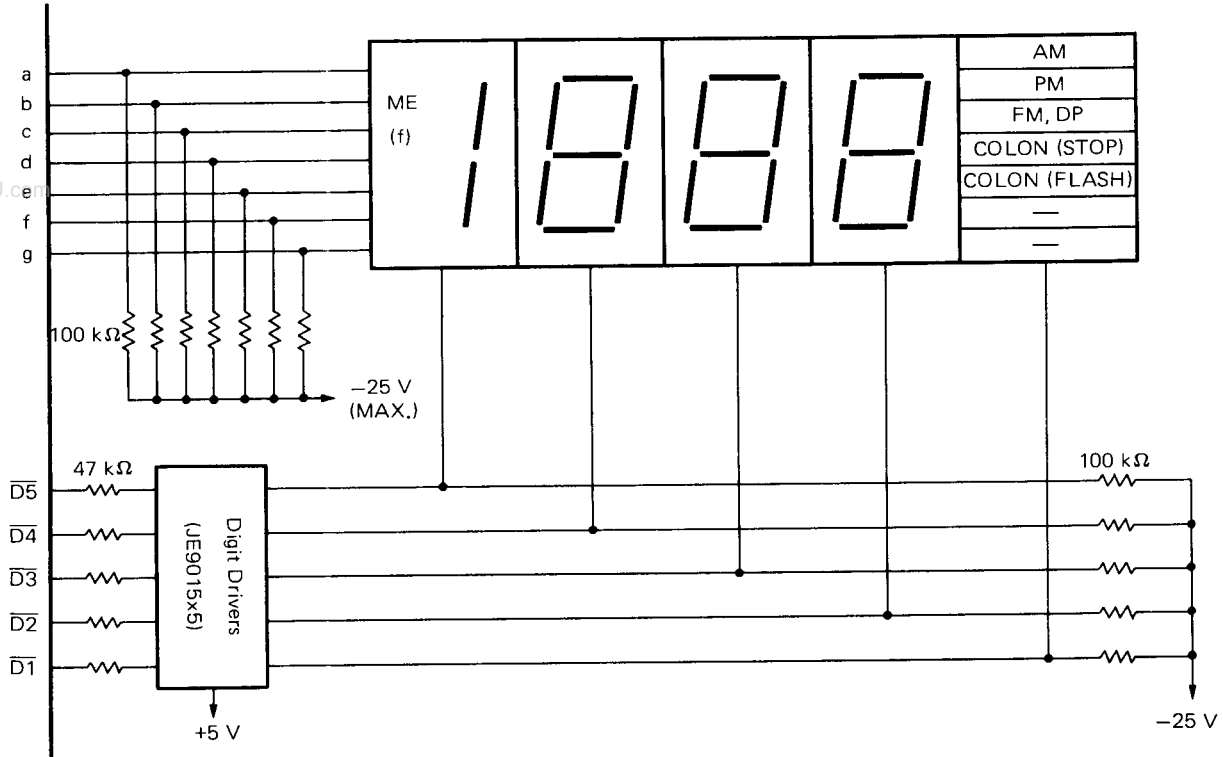 a
b
c
d
e
f
g
J.com
ME
(f)
AM
PM
FM, DP
COLON (STOP)
COLON (FLASH)
—
—
100 kΩ
−25 V
(MAX.)
47 kΩ
100 kΩ
D5
D4
D3
D2
D1
Digit Drivers
(JE9015x5)
+5 V
−25 V